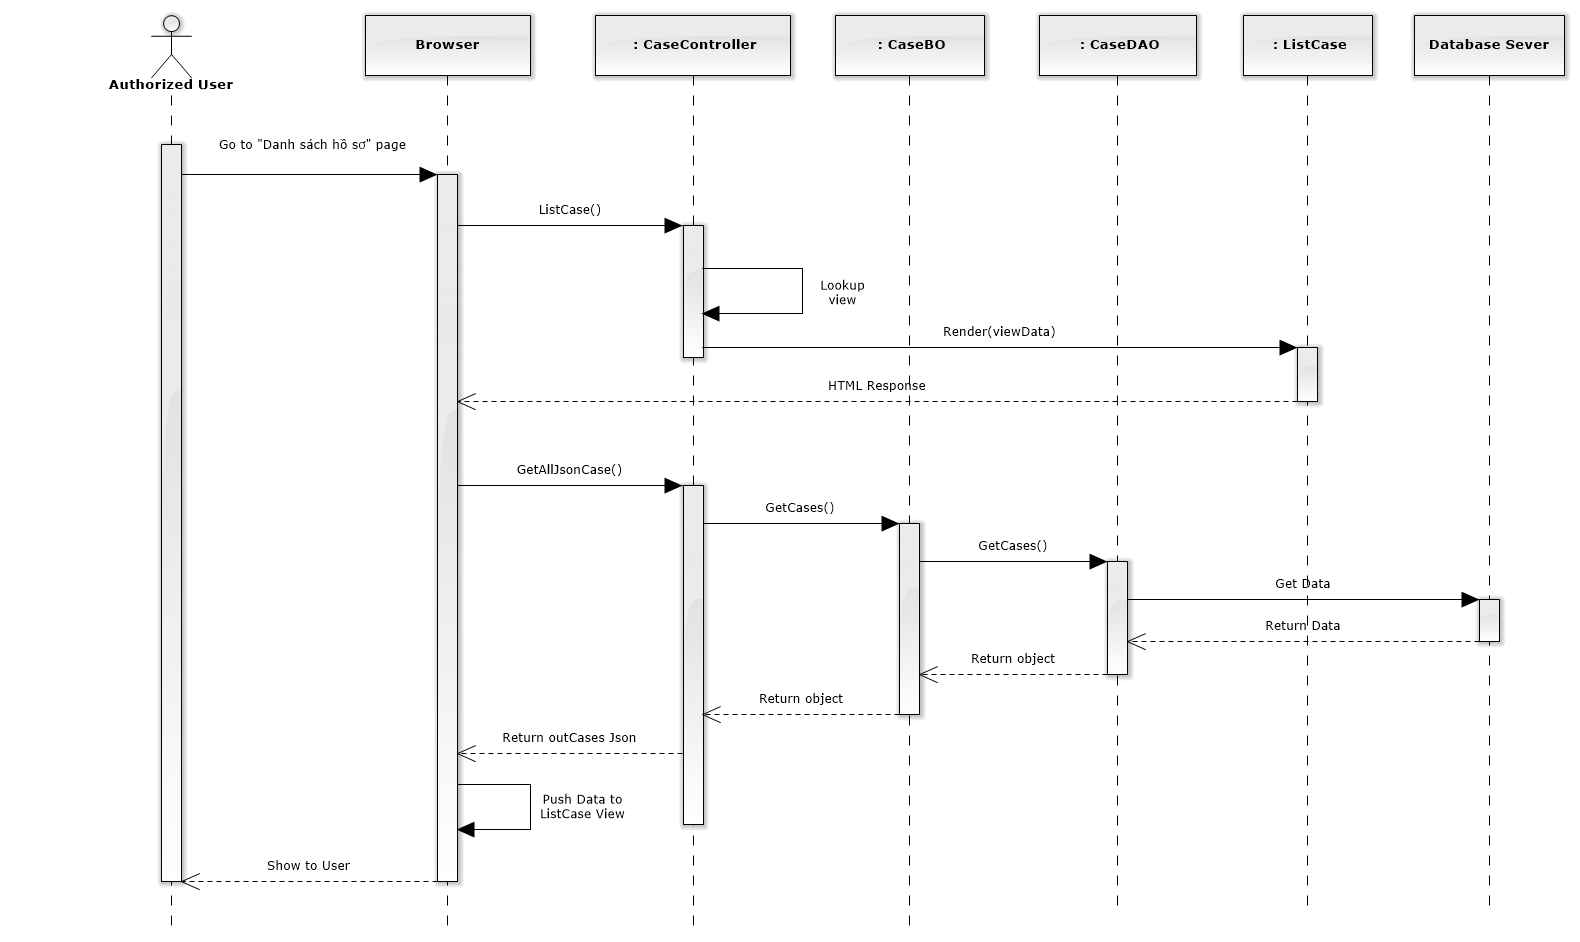 Authorized User
Browser
: CaseController
: CaseBO
: CaseDAO
: ListCase
Database Sever
Go to "Danh sách hồ sơ" page
ListCase()
Lookup
view
Render(viewData)
HTML Response
GetAllJsonCase()
GetCases()
GetCases()
Get Data
Return Data
Return object
Return object
Return outCases Json
Push Data to
ListCase View
Show to User